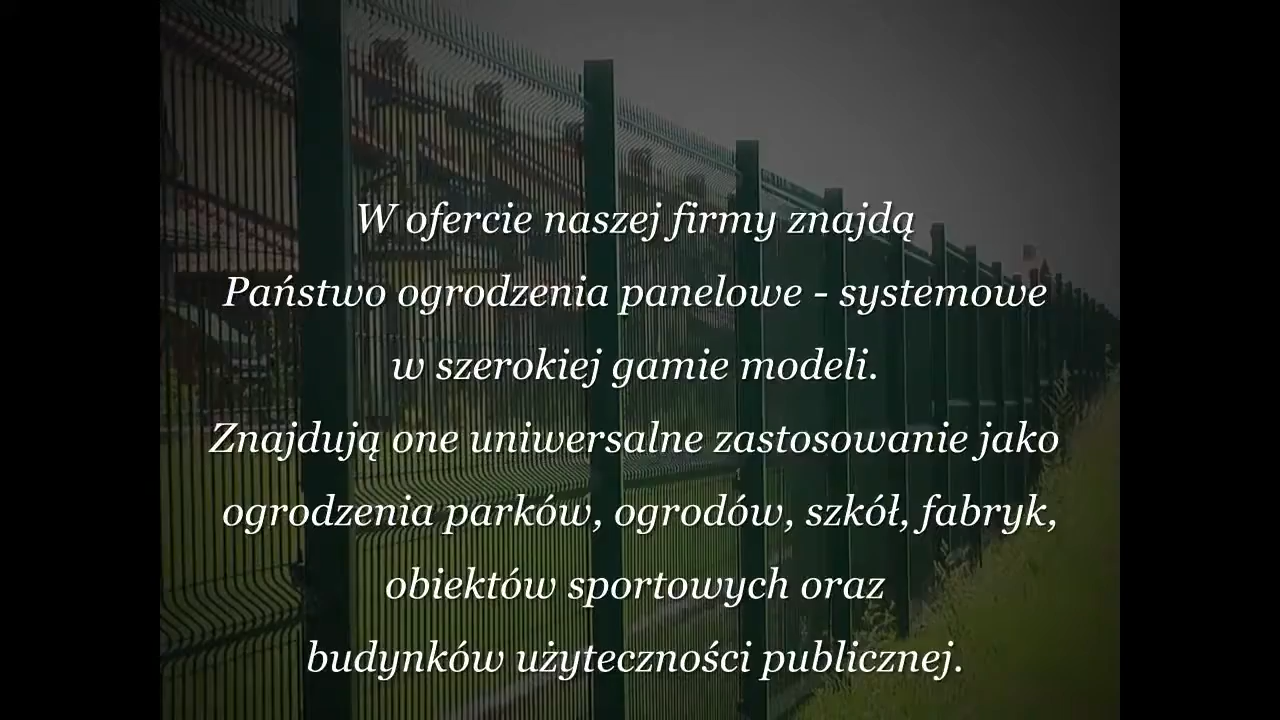 W ofercie naszej firmy znajdą
Państwo ogrodzenia panelowe - systemowe
w szerokiej gamie modeli.
Znajdują one uniwersalne zastosowanie jako
ogrodzenia parków, ogrodów, szkół, fabryk,
obiektów sportowych oraz
budynków użyteczności publicznej.